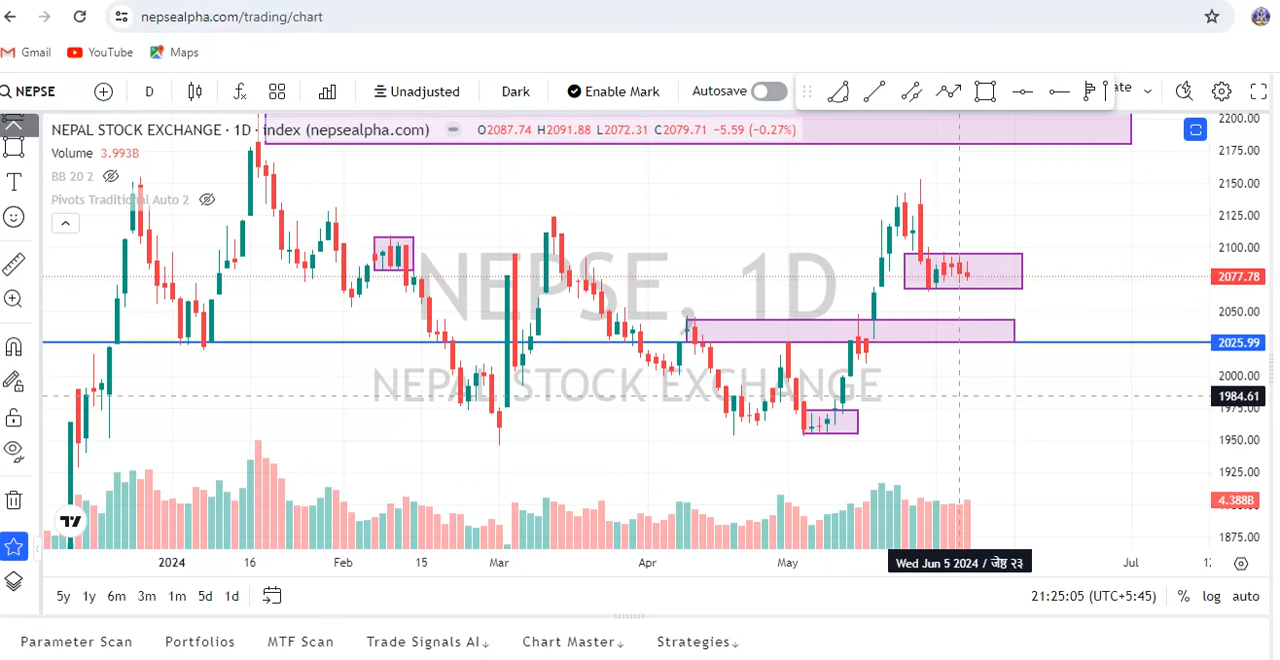 nepsealpha.com/trading/chart
Gmail YouTube Maps
NEPSE D Unadjusted Dark Enable Mark Autosave ate
NEPAL STOCK EXCHANGE · 1D · index (nepsealpha.com) O2087.74 H2091.88 L2072.31 C2079.71 −5.59 (−0.27%)
Volume 3.993B
BB 20 2
Pivots Traditional Auto 2
NEPSE, 1D
NEPAL STOCK EXCHANGE
2200.00
2175.00
2150.00
2125.00
2100.00
2077.78
2050.00
2025.99
2000.00
1984.61
1975.00
1950.00
1925.00
4.388B
1875.00
2024 16 Feb 15 Mar Apr May Wed Jun 5 2024 / जेष्ठ २३ Jul
5y 1y 6m 3m 1m 5d 1d 21:25:05 (UTC+5:45) % log auto
Parameter Scan Portfolios MTF Scan Trade Signals AI Chart Master Strategies